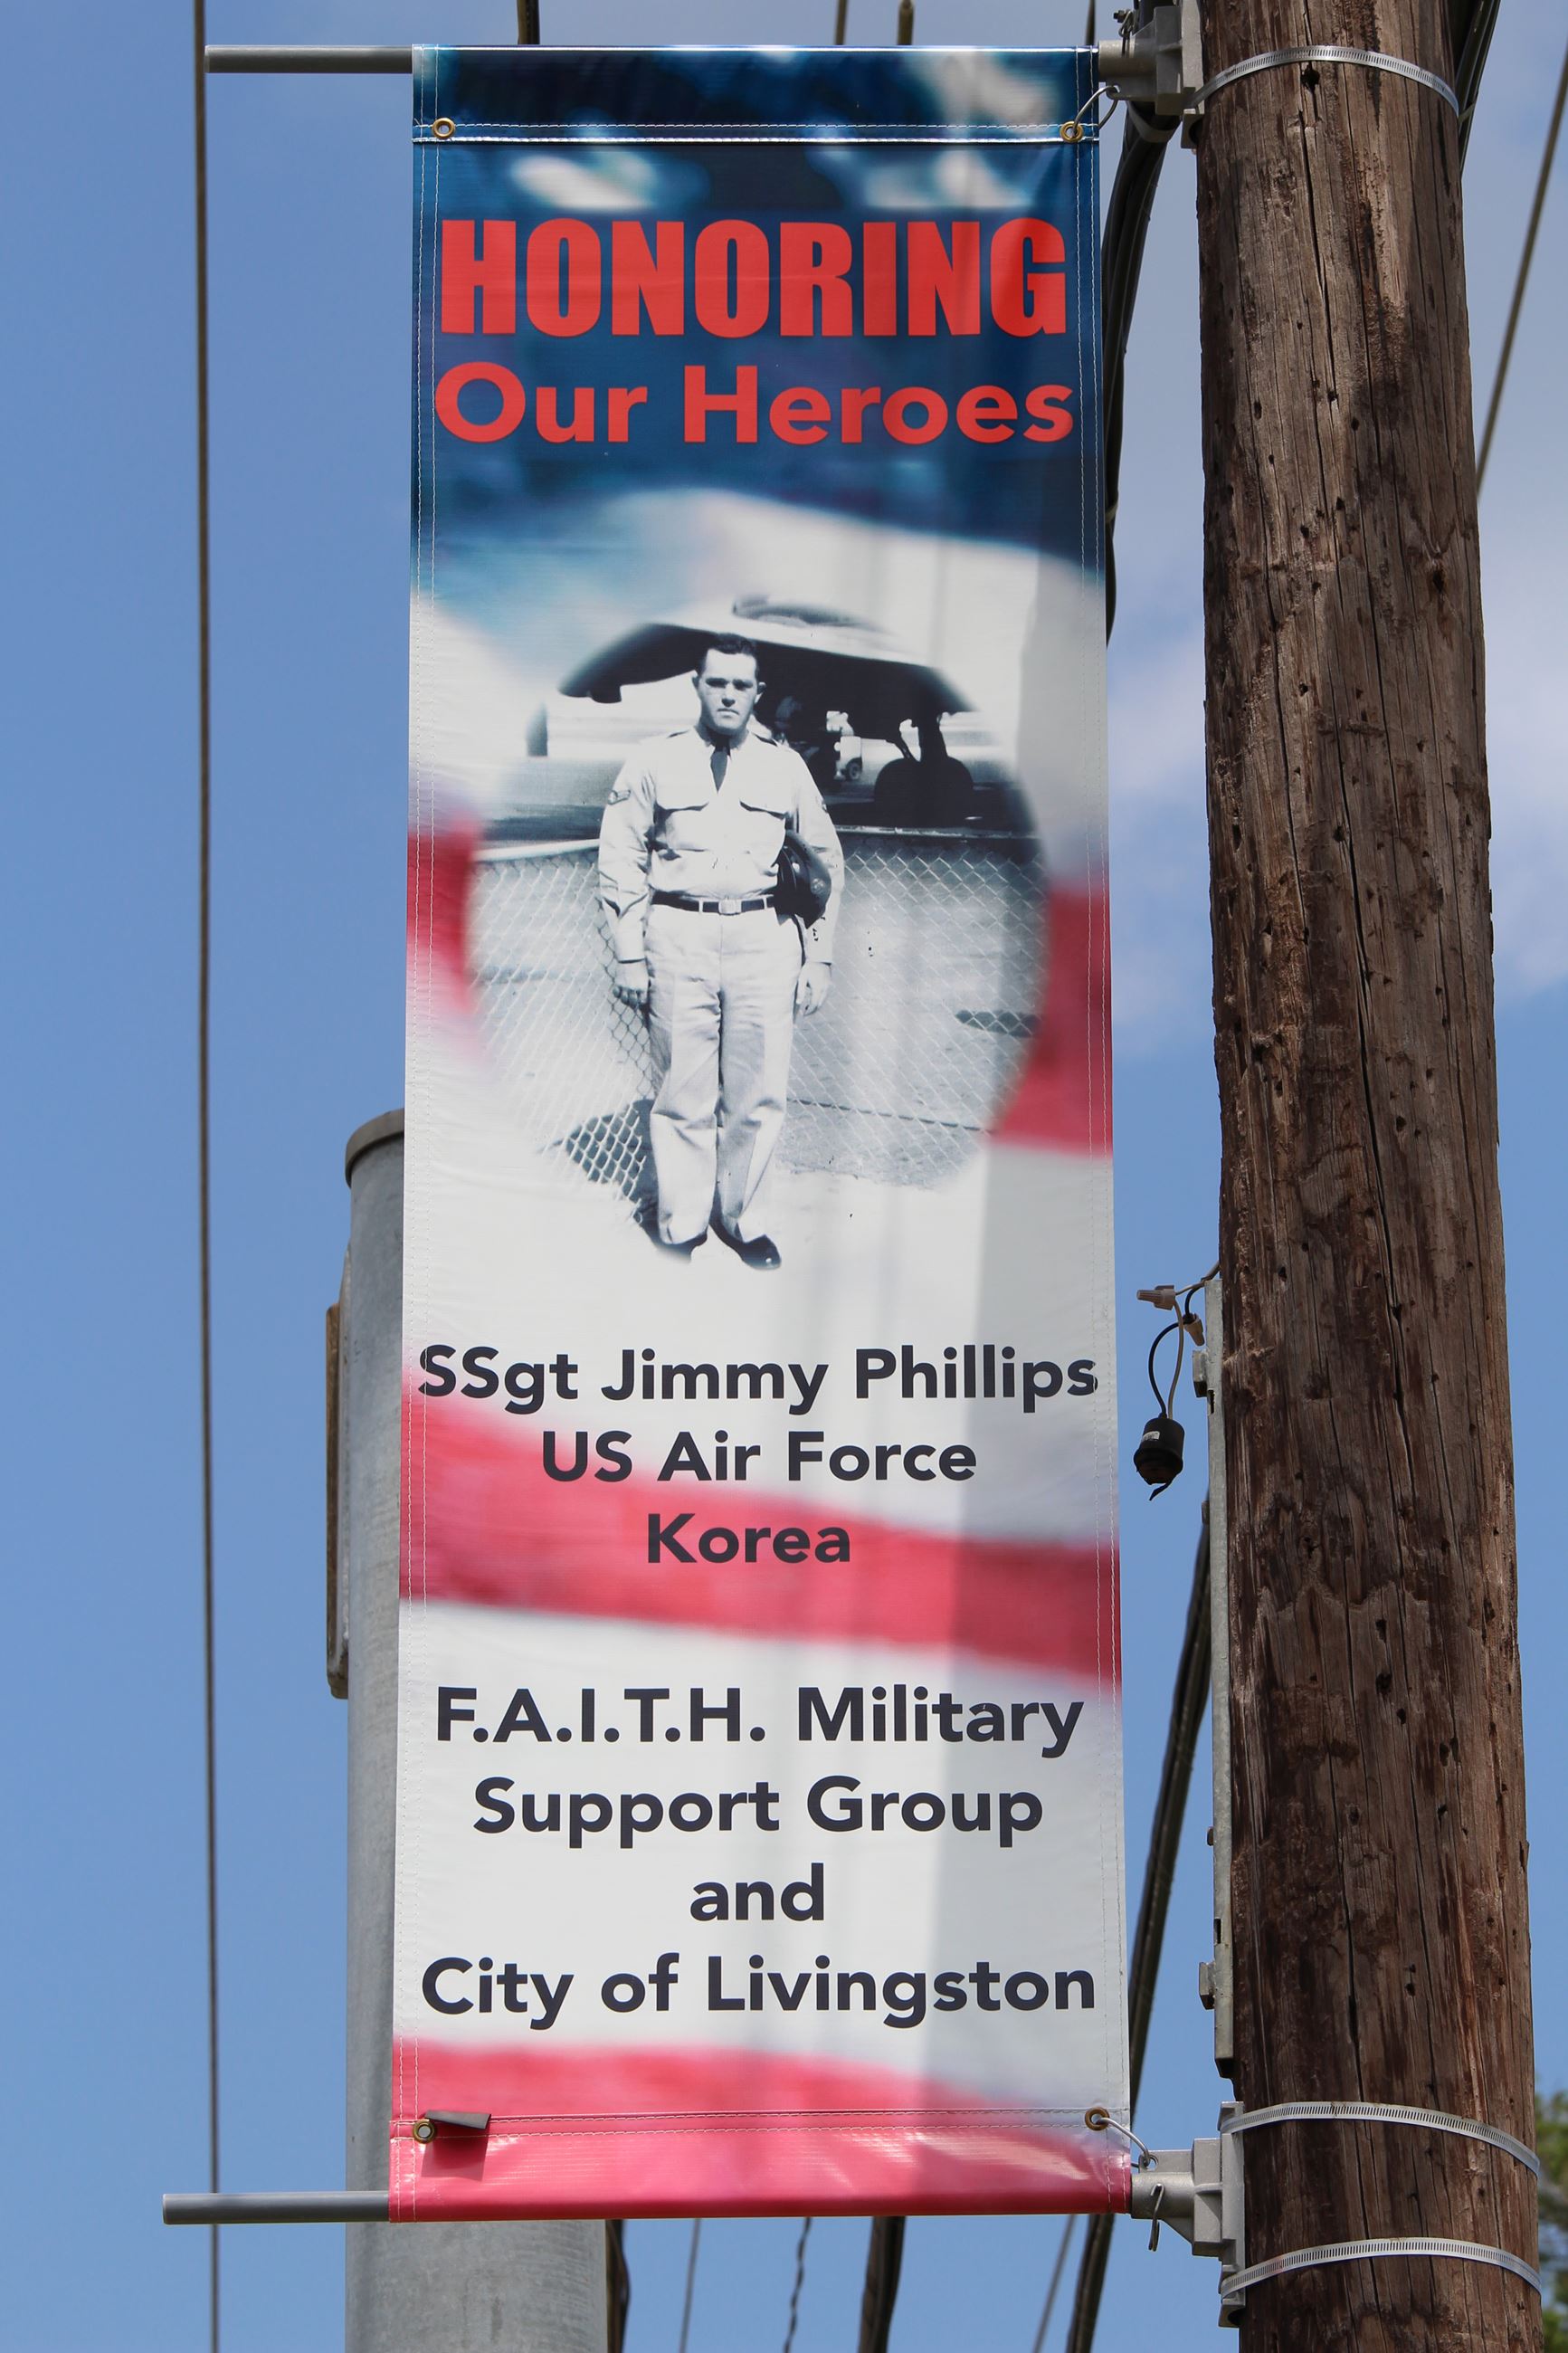 HONORING
Our Heroes
SSgt Jimmy Phillips
US Air Force
Korea
F.A.I.T.H. Military
Support Group
and
City of Livingston